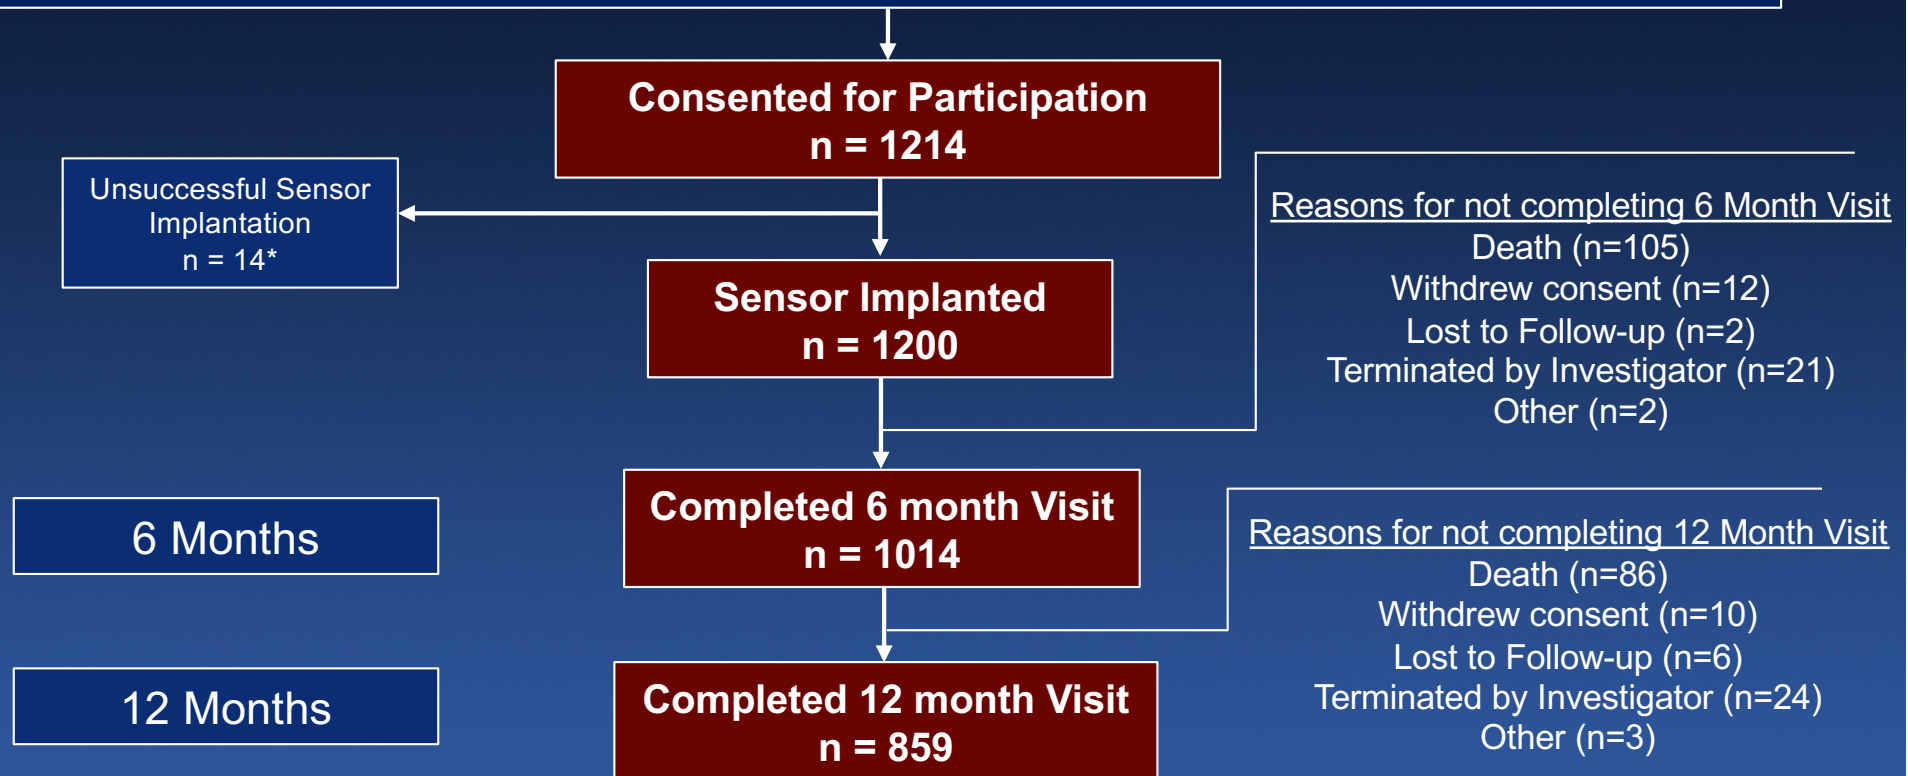 Consented for Participation
n = 1214
Unsuccessful Sensor
Implantation
n = 14*
Sensor Implanted
n = 1200
Reasons for not completing 6 Month Visit
Death (n=105)
Withdrew consent (n=12)
Lost to Follow-up (n=2)
Terminated by Investigator (n=21)
Other (n=2)
6 Months
Completed 6 month Visit
n = 1014
Reasons for not completing 12 Month Visit
Death (n=86)
Withdrew consent (n=10)
Lost to Follow-up (n=6)
Terminated by Investigator (n=24)
Other (n=3)
12 Months
Completed 12 month Visit
n = 859